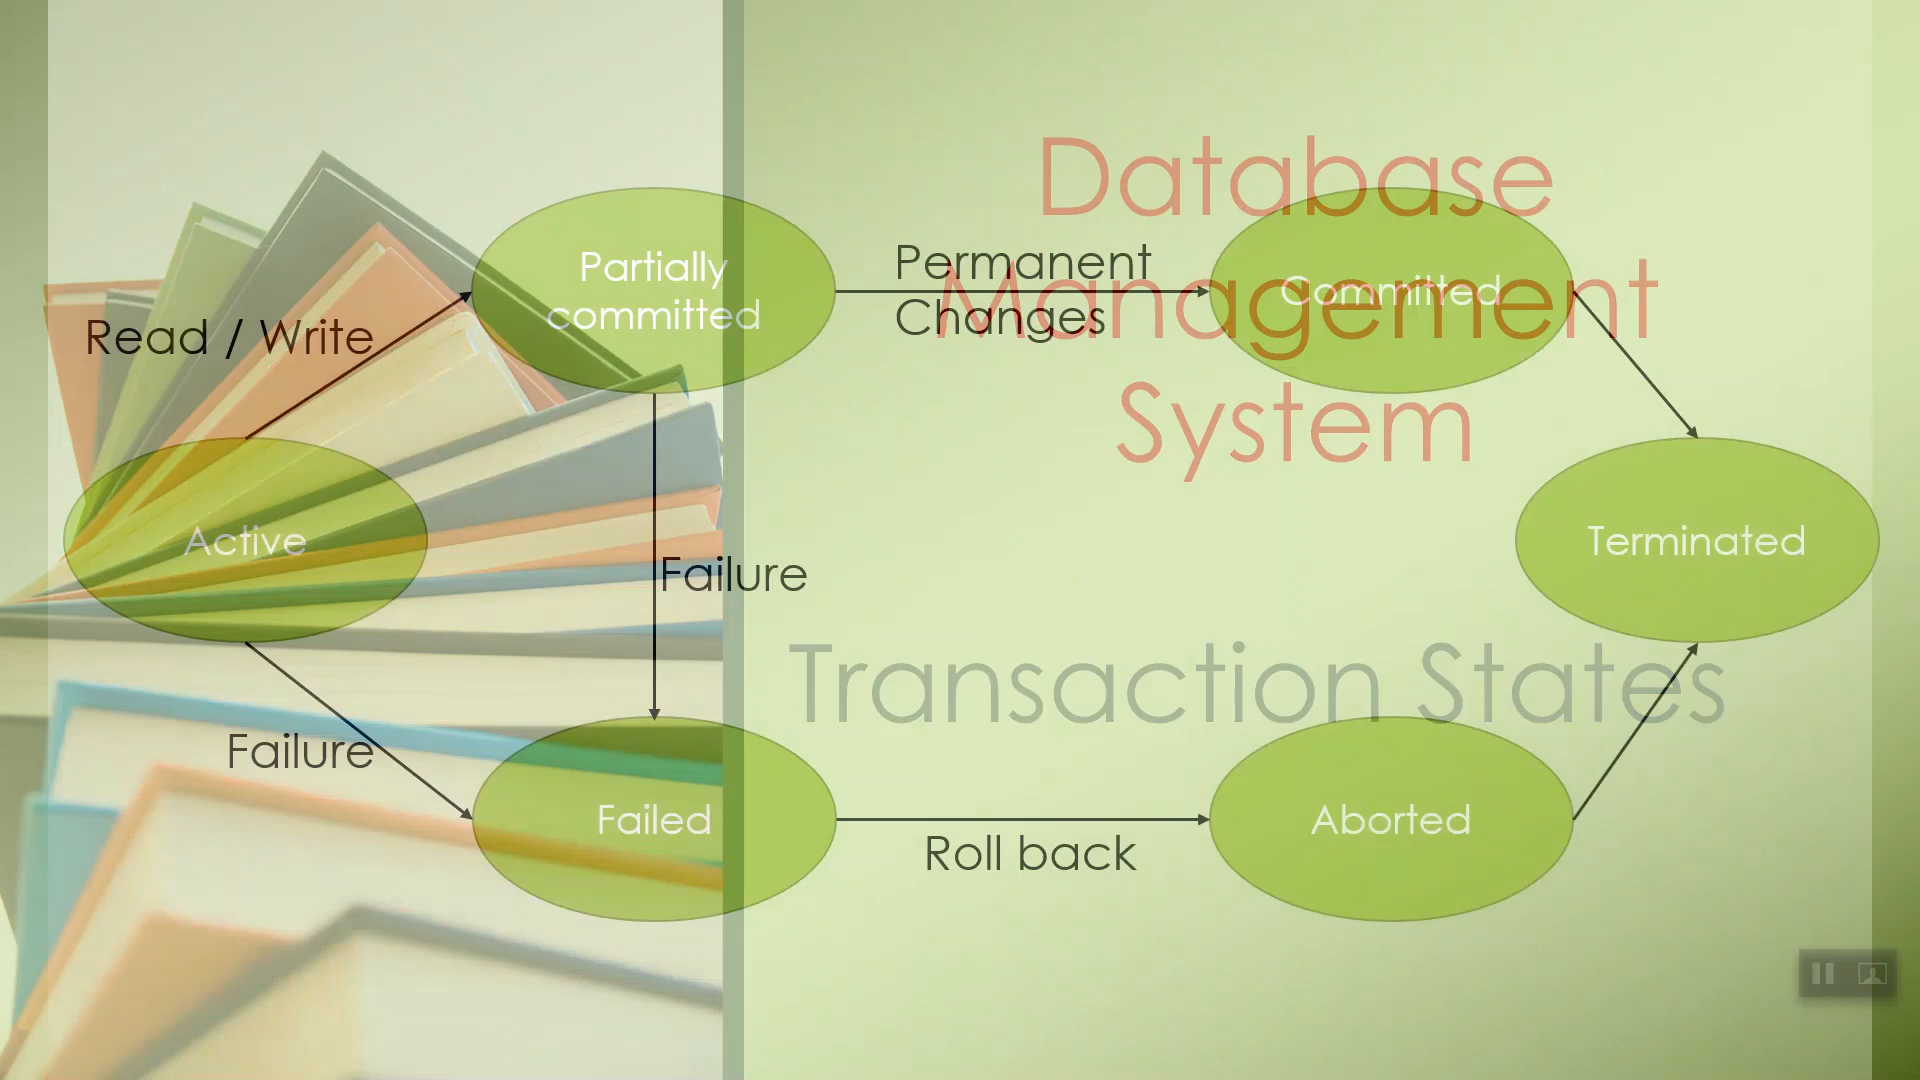 Database
Management
System
Transaction States
Partially
committed
Permanent
Changes
Committed
Read / Write
Active
Terminated
Failure
Failure
Failed
Roll back
Aborted